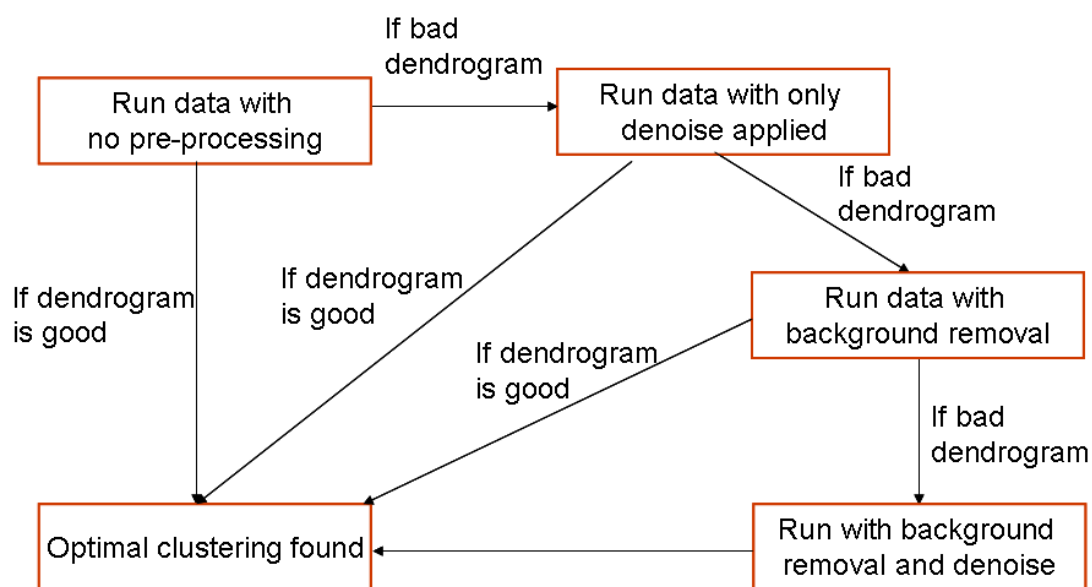 If bad
dendrogram
Run data with
no pre-processing
Run data with only
denoise applied
If bad
dendrogram
If dendrogram
is good
If dendrogram
is good
Run data with
background removal
If dendrogram
is good
If bad
dendrogram
Optimal clustering found
Run with background
removal and denoise